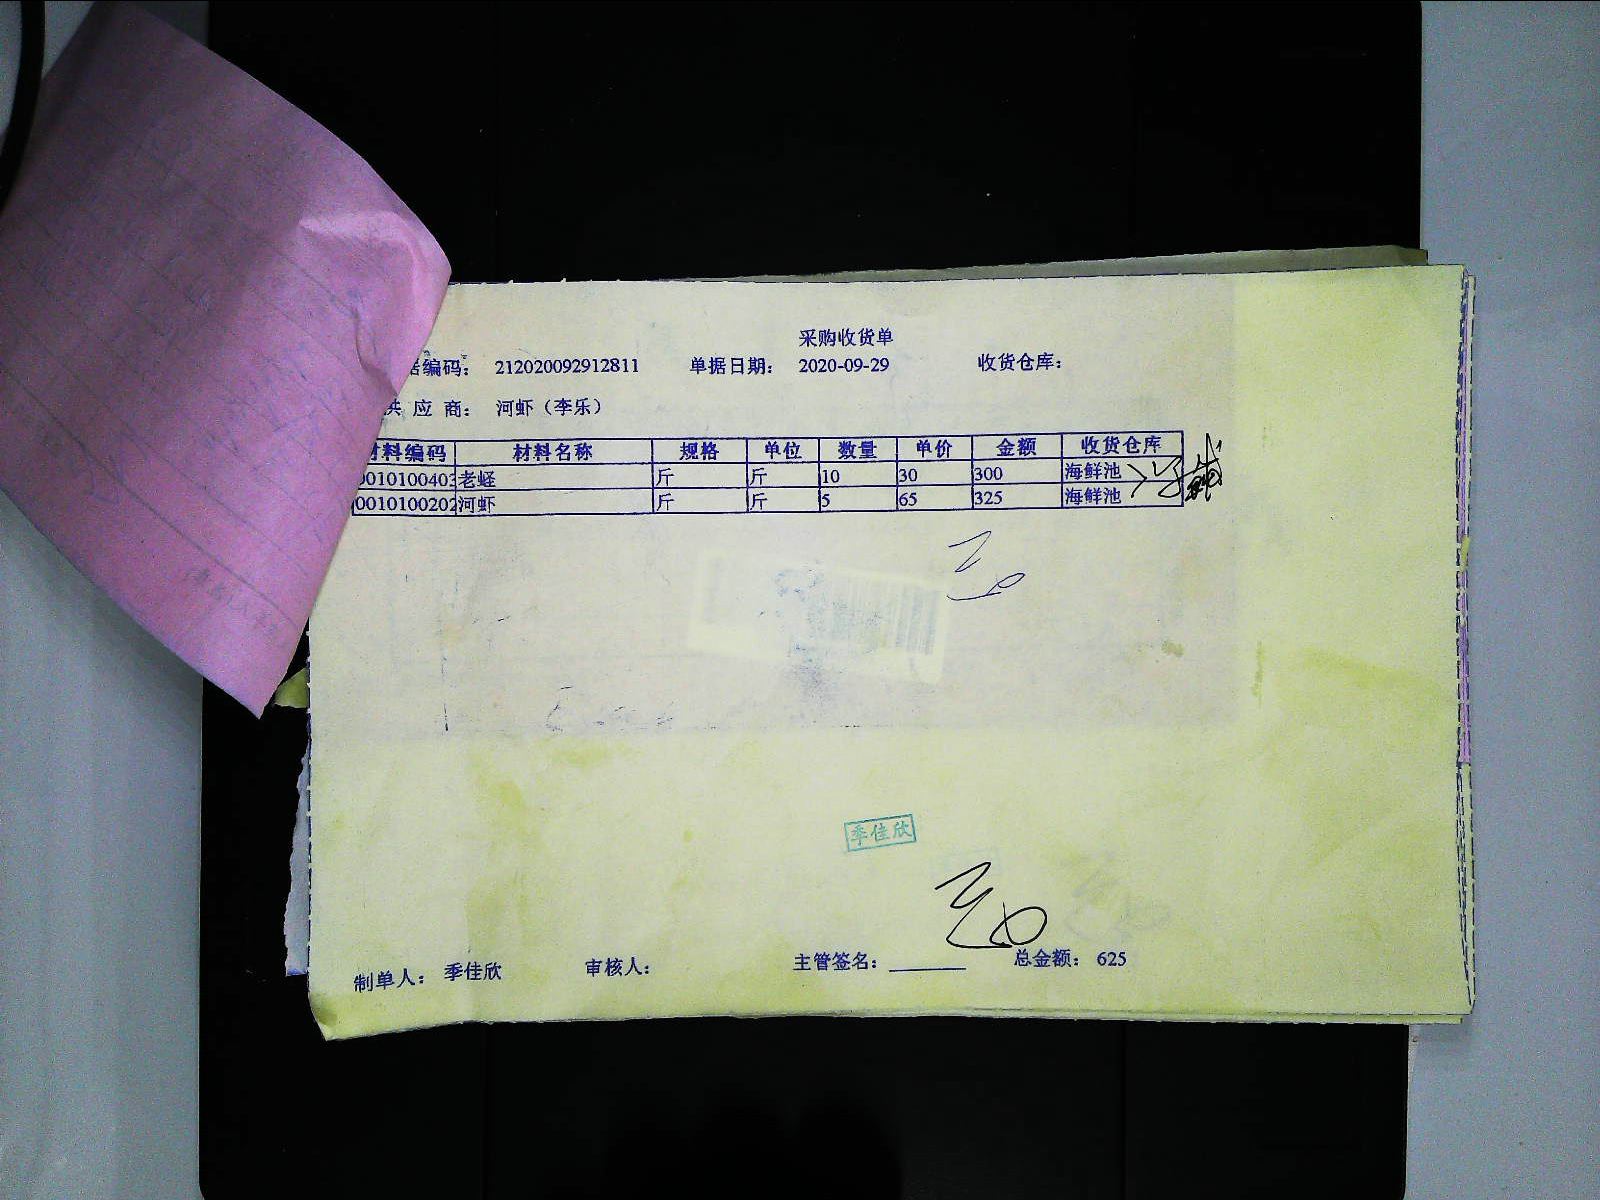 采购收货单
据编码： 212020092912811 单据日期： 2020-09-29 收货仓库：
供 应 商： 河虾（李乐）
材料编码 材料名称 规格 单位 数量 单价 金额 收货仓库
0010100403 老蛏 斤 斤 10 30 300 海鲜池
0010100202 河虾 斤 斤 5 65 325 海鲜池
季佳欣
制单人： 季佳欣 审核人： 主管签名： 总金额： 625